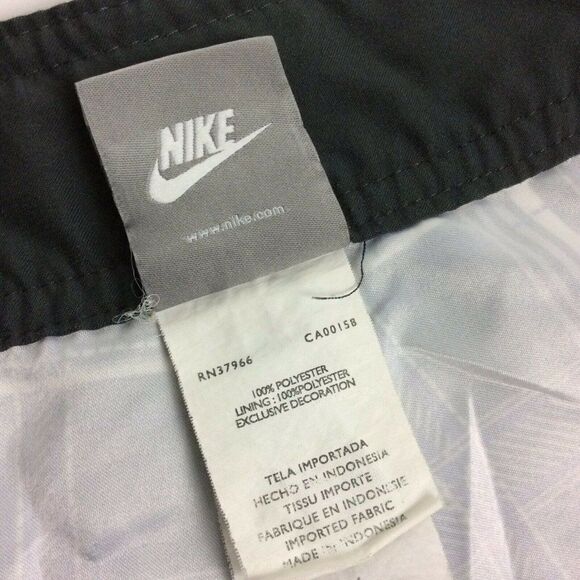 NIKE
www.nike.com
RN37966 CA0015B
100% POLYESTER
LINING : 100%POLYESTER
EXCLUSIVE DECORATION
TELA IMPORTADA
HECHO EN INDONESIA
TISSU IMPORTE
FABRIQUE EN INDONESIE
IMPORTED FABRIC
MADE IN INDONESIA